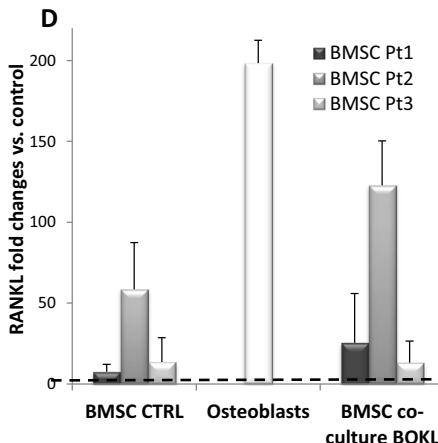 D
RANKL fold changes vs. control
200
150
100
50
0
BMSC Pt1
BMSC Pt2
BMSC Pt3
BMSC CTRL
Osteoblasts
BMSC co-
culture BOKL